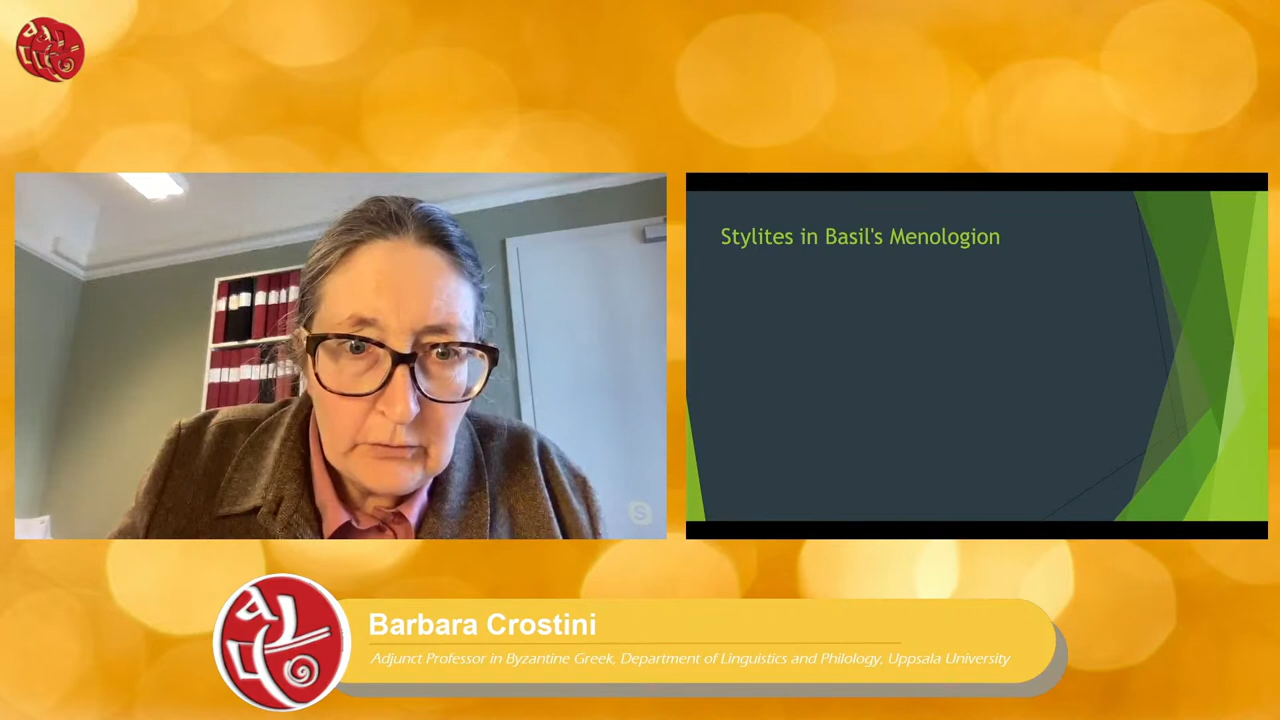 Stylites in Basil's Menologion
Barbara Crostini
Adjunct Professor in Byzantine Greek, Department of Linguistics and Philology, Uppsala University